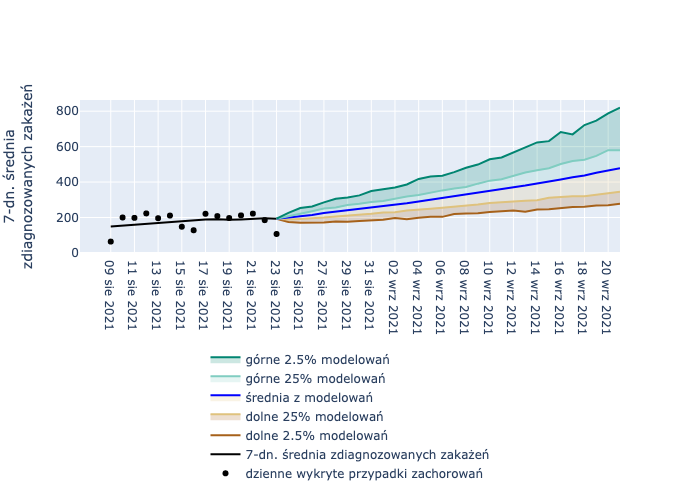 7-dn. średnia
zdiagnozowanych zakażeń
800
600
400
200
0
09 sie 2021
11 sie 2021
13 sie 2021
15 sie 2021
17 sie 2021
19 sie 2021
21 sie 2021
23 sie 2021
25 sie 2021
27 sie 2021
29 sie 2021
31 sie 2021
02 wrz 2021
04 wrz 2021
06 wrz 2021
08 wrz 2021
10 wrz 2021
12 wrz 2021
14 wrz 2021
16 wrz 2021
18 wrz 2021
20 wrz 2021
górne 2.5% modelowań
górne 25% modelowań
średnia z modelowań
dolne 25% modelowań
dolne 2.5% modelowań
7-dn. średnia zdiagnozowanych zakażeń
dzienne wykryte przypadki zachorowań